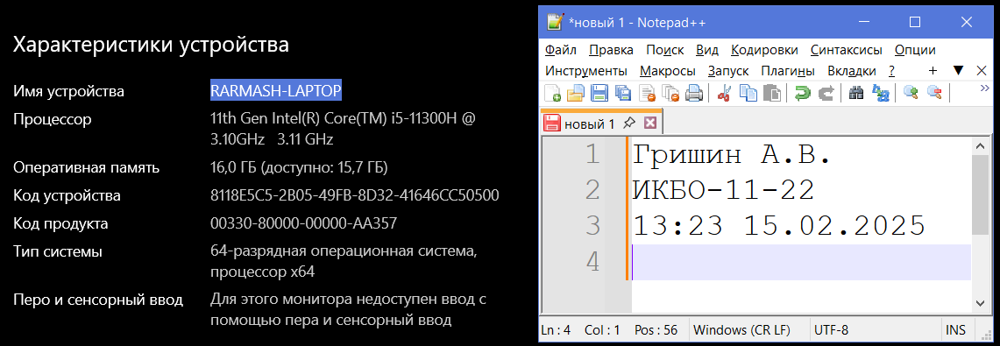 Характеристики устройства
Имя устройства RARMASH-LAPTOP
Процессор 11th Gen Intel(R) Core(TM) i5-11300H @
3.10GHz 3.11 GHz
Оперативная память 16,0 ГБ (доступно: 15,7 ГБ)
Код устройства 8118E5C5-2B05-49FB-8D32-41646CC50500
Код продукта 00330-80000-00000-AA357
Тип системы 64-разрядная операционная система,
процессор x64
Перо и сенсорный ввод Для этого монитора недоступен ввод с
помощью пера и сенсорный ввод
*новый 1 - Notepad++
Файл Правка Поиск Вид Кодировки Синтаксисы Опции
Инструменты Макросы Запуск Плагины Вкладки ? + ▼ X
новый 1
1 Гришин А.В.
2 ИКБО-11-22
3 13:23 15.02.2025
4
Ln : 4 Col : 1 Pos : 56 Windows (CR LF) UTF-8 INS